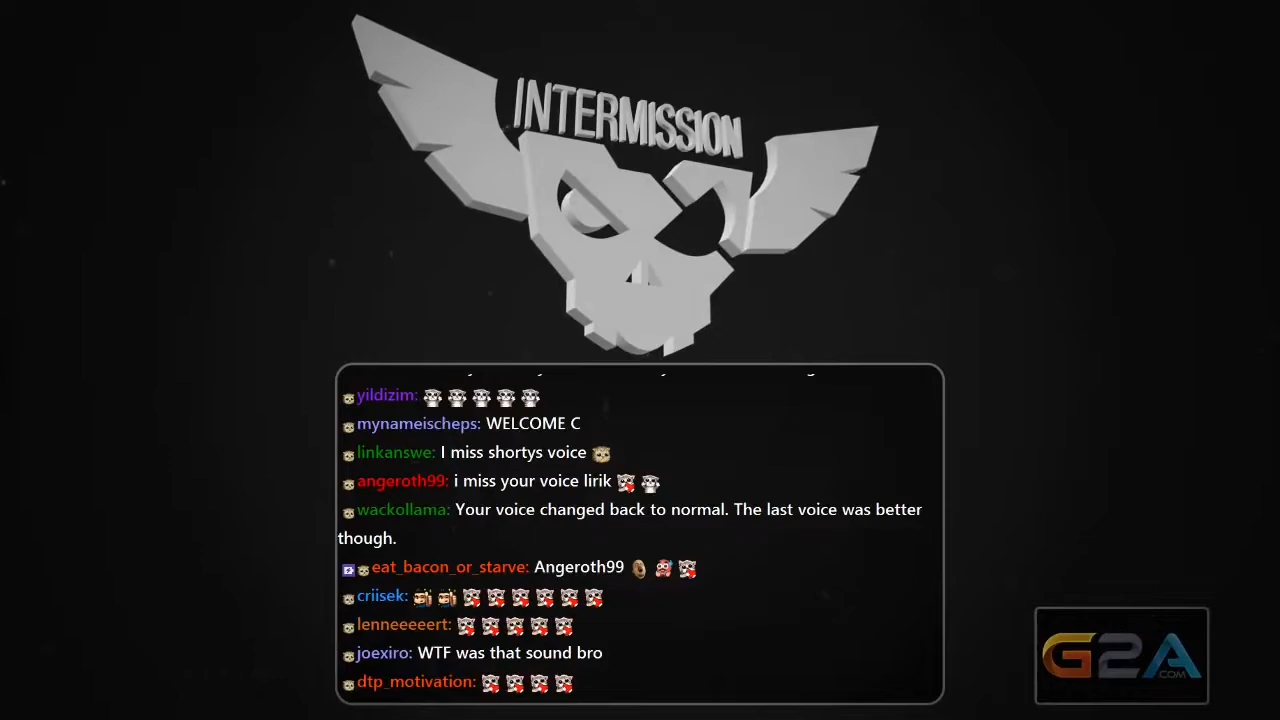 INTERMISSION
yildizim:
mynameischeps: WELCOME C
linkanswe: I miss shortys voice
angeroth99: i miss your voice lirik
wackollama: Your voice changed back to normal. The last voice was better
though.
eat_bacon_or_starve: Angeroth99
criisek:
lenneeeeert:
joexiro: WTF was that sound bro
dtp_motivation:
G2A
.COM